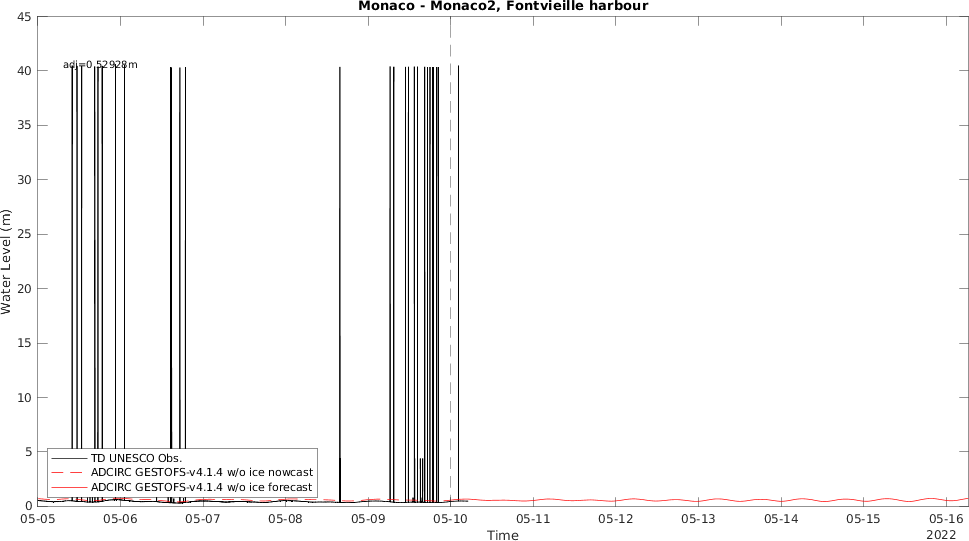 Monaco - Monaco2, Fontvieille harbour
45
adj=0.52928m
40
35
30
25
20
15
10
5
0
Water Level (m)
TD UNESCO Obs.
ADCIRC GESTOFS-v4.1.4 w/o ice nowcast
ADCIRC GESTOFS-v4.1.4 w/o ice forecast
05-05 05-06 05-07 05-08 05-09 05-10 05-11 05-12 05-13 05-14 05-15 05-16
Time
2022